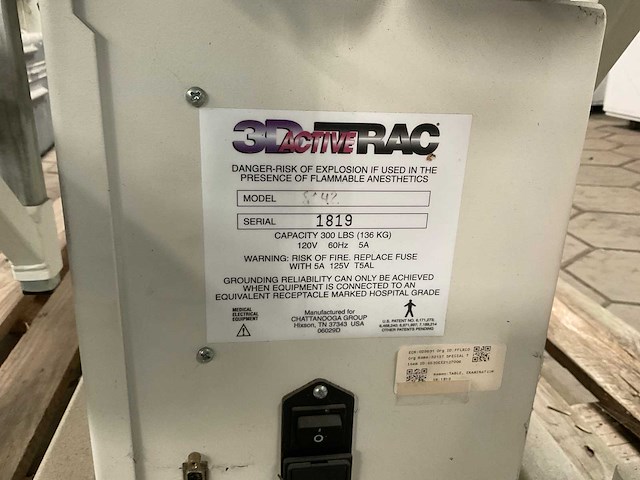 3D ACTIVE TRAC
DANGER-RISK OF EXPLOSION IF USED IN THE
PRESENCE OF FLAMMABLE ANESTHETICS
MODEL
SERIAL 1819
CAPACITY 300 LBS (136 KG)
120V 60Hz 5A
WARNING: RISK OF FIRE. REPLACE FUSE
WITH 5A 125V T5AL
GROUNDING RELIABILITY CAN ONLY BE ACHIEVED
WHEN EQUIPMENT IS CONNECTED TO AN
EQUIVALENT RECEPTACLE MARKED HOSPITAL GRADE
MEDICAL
ELECTRICAL
EQUIPMENT
Manufactured for
CHATTANOOGA GROUP
Hixson, TN 37343 USA
06029D
U.S. PATENT NO.
OTHER PATENTS PENDING